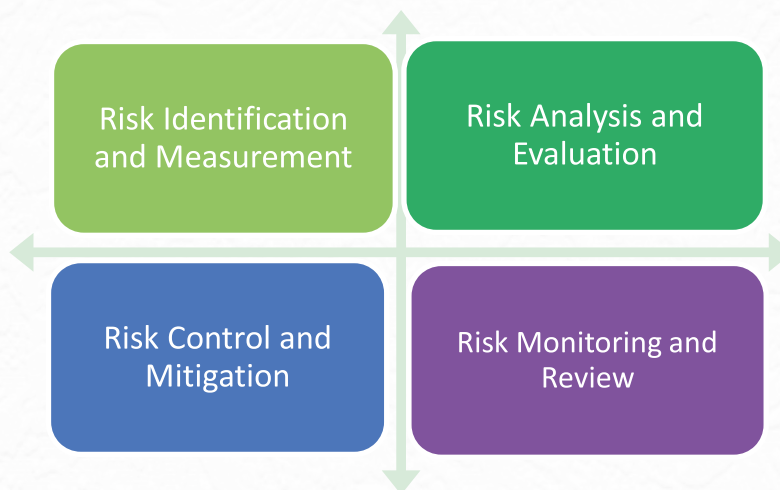 Risk Identification
and Measurement
Risk Analysis and
Evaluation
Risk Control and
Mitigation
Risk Monitoring and
Review